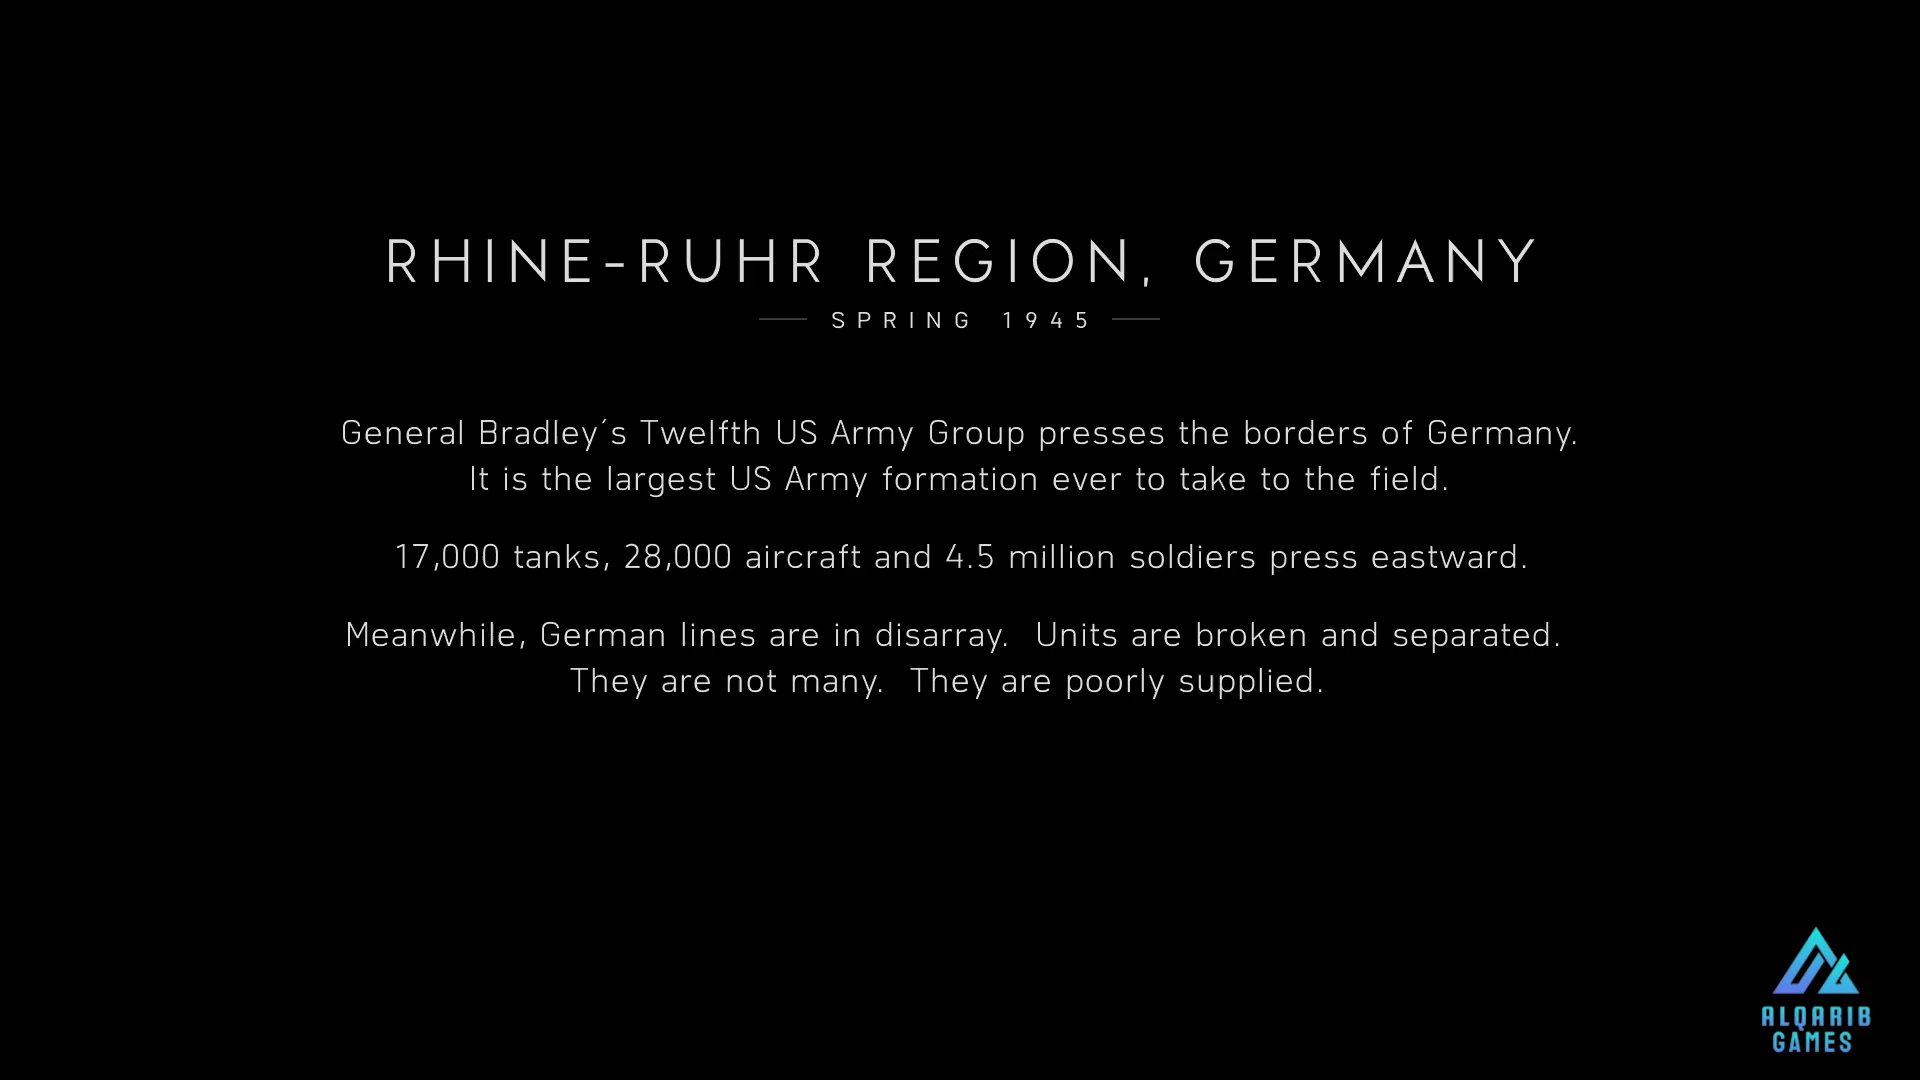 RHINE-RUHR REGION, GERMANY
SPRING 1945
General Bradley´s Twelfth US Army Group presses the borders of Germany.
It is the largest US Army formation ever to take to the field.
17,000 tanks, 28,000 aircraft and 4.5 million soldiers press eastward.
Meanwhile, German lines are in disarray.  Units are broken and separated.
They are not many.  They are poorly supplied.
ALQARIB
GAMES